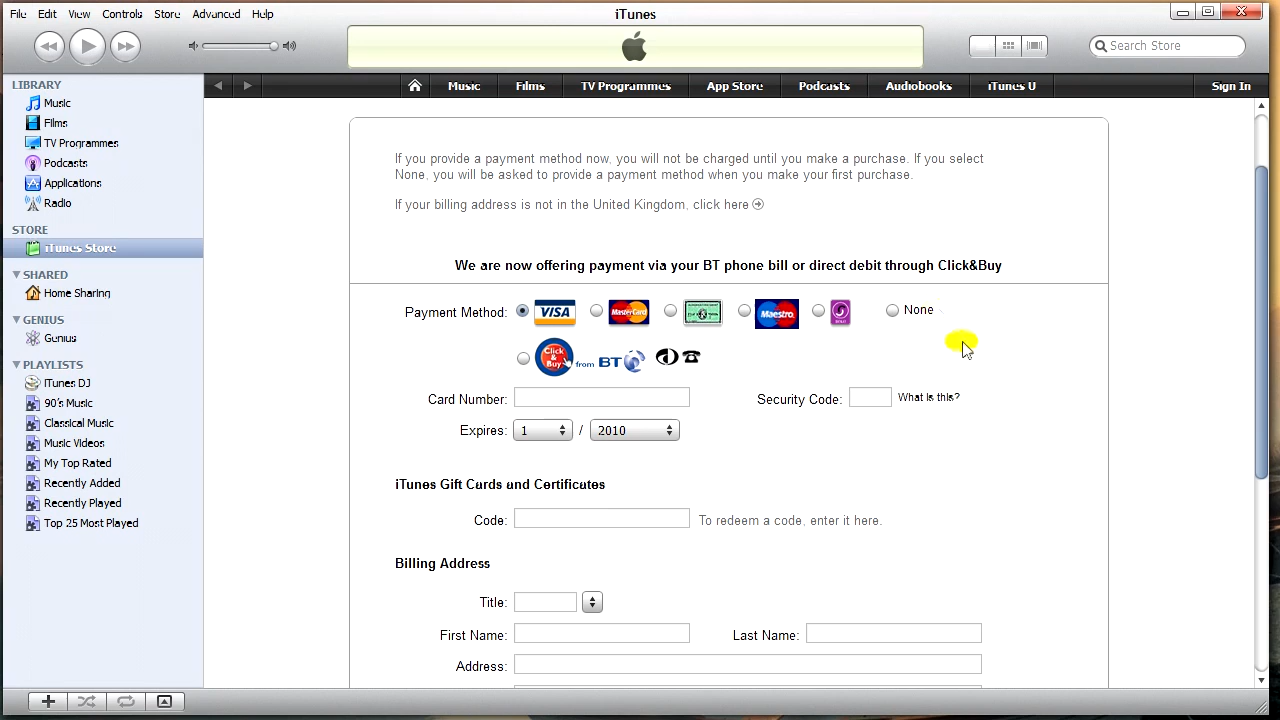 iTunes
File Edit View Controls Store Advanced Help
Search Store
Music Films TV Programmes App Store Podcasts Audiobooks iTunes U Sign In
LIBRARY
Music
Films
TV Programmes
Podcasts
Applications
Radio
STORE
iTunes Store
SHARED
Home Sharing
GENIUS
Genius
PLAYLISTS
iTunes DJ
90's Music
Classical Music
Music Videos
My Top Rated
Recently Added
Recently Played
Top 25 Most Played
If you provide a payment method now, you will not be charged until you make a purchase. If you select
None, you will be asked to provide a payment method when you make your first purchase.
If your billing address is not in the United Kingdom, click here
We are now offering payment via your BT phone bill or direct debit through Click&Buy
Payment Method: VISA MasterCard Maestro None
Click & Buy from BT
Card Number: Security Code: What is this?
Expires: 1 / 2010
iTunes Gift Cards and Certificates
Code: To redeem a code, enter it here.
Billing Address
Title:
First Name: Last Name:
Address: